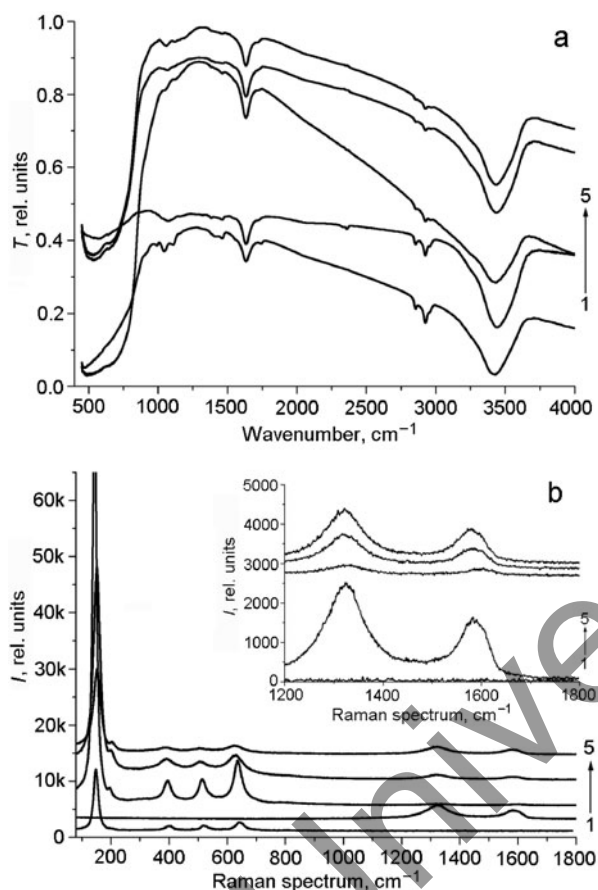 a
1.0
0.8
0.6
0.4
0.2
0.0
T, rel. units
5
1
500 1000 1500 2000 2500 3000 3500 4000
Wavenumber, cm⁻¹
b
60k
50k
40k
30k
20k
10k
0
I, rel. units
5000
4000
3000
2000
1000
0
I, rel. units
5
1
1200 1400 1600 1800
Raman spectrum, cm⁻¹
5
1
200 400 600 800 1000 1200 1400 1600 1800
Raman spectrum, cm⁻¹
nive